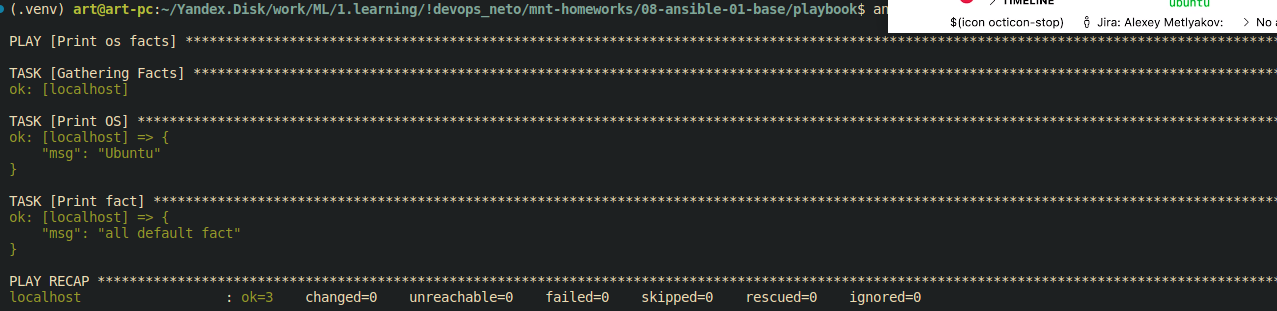 (.venv) art@art-pc:~/Yandex.Disk/work/ML/1.learning/!devops_neto/mnt-homeworks/08-ansible-01-base/playbook$ an
TIMELINE
ubuntu
$(icon octicon-stop) Jira: Alexey Metlyakov: > No
PLAY [Print os facts] ****************************************************************************************************************************************
TASK [Gathering Facts] ***************************************************************************************************************************************
ok: [localhost]
TASK [Print OS] **********************************************************************************************************************************************
ok: [localhost] => {
"msg": "Ubuntu"
}
TASK [Print fact] ********************************************************************************************************************************************
ok: [localhost] => {
"msg": "all default fact"
}
PLAY RECAP ***************************************************************************************************************************************************
localhost : ok=3 changed=0 unreachable=0 failed=0 skipped=0 rescued=0 ignored=0